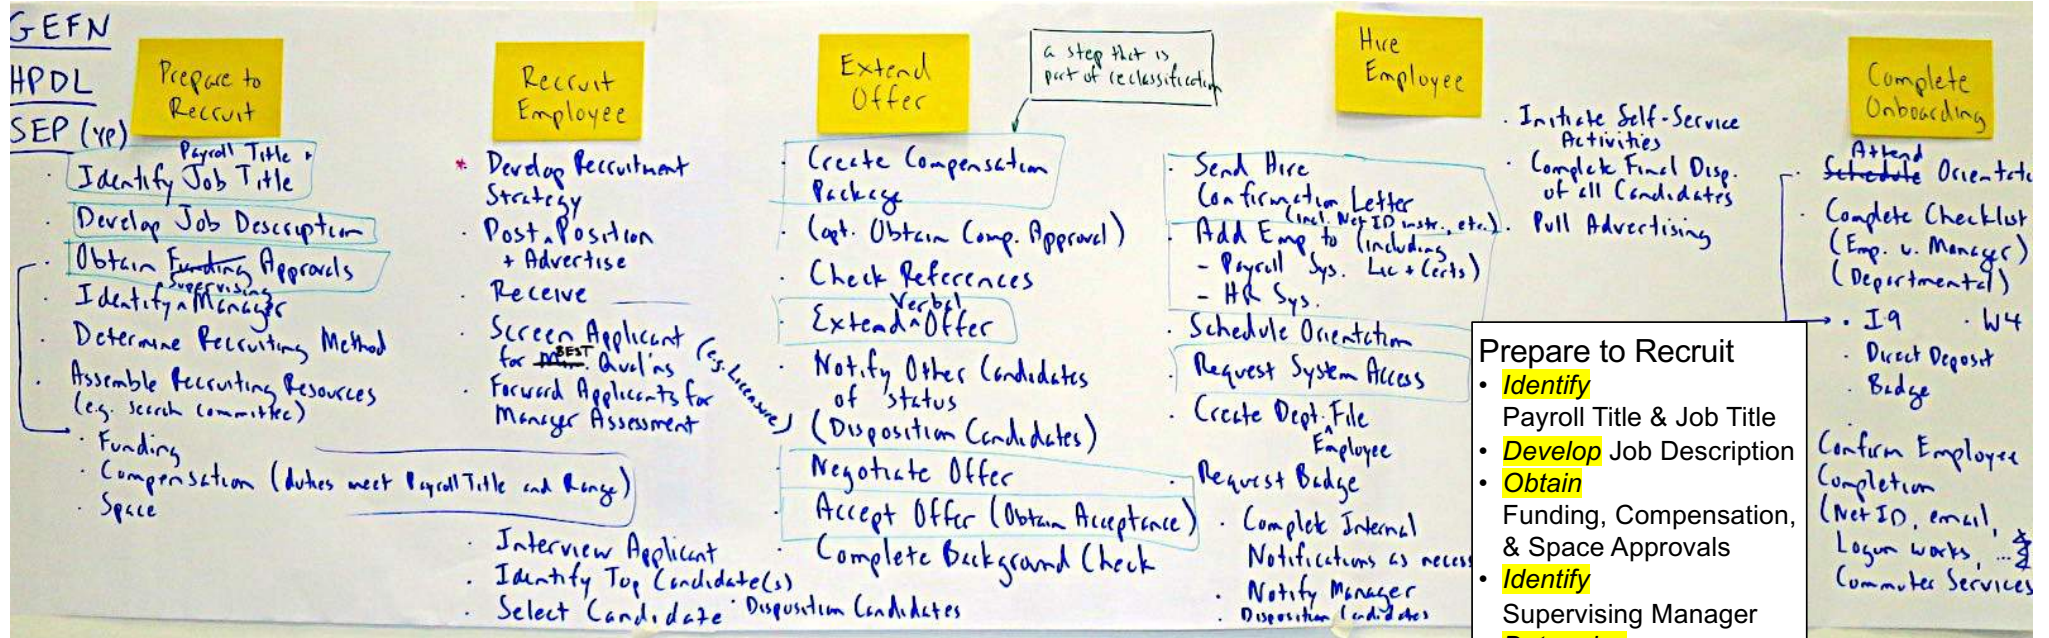 GEFN
HPDL
SEP (YP)
Prepare to
Recruit
Payroll Title +
· Identify Job Title
· Develop Job Description
· Obtain Funding Approvals
Supervising
· Identify ^ Manager
· Determine Recruiting Method
· Assemble Recruiting Resources
(e.g. search committee)
· Funding
· Compensation (duties meet Payroll Title and Range)
· Space
Recruit
Employee
* Develop Recruitment
Strategy
· Post ^ Position
+ Advertise
· Receive
· Screen Applicant
for BEST Qual'ns
(e.g. Licensure)
· Forward Applicants for
Manager Assessment
· Interview Applicant
· Identify Top Candidate(s)
· Select Candidate · Disposition Candidates
Extend
Offer
a step that is
part of reclassification
· Create Compensation
Package
· (opt. Obtain Comp. Approval)
· Check References
Verbal
· Extend ^ Offer
· Notify Other Candidates
of status
(Disposition Candidates)
· Negotiate Offer
· Accept Offer (Obtain Acceptance)
· Complete Background Check
Hire
Employee
· Send Hire
Confirmation Letter
(incl. Net ID instr., etc.)
· Add Emp to (including
- Payroll Sys. Lic + Certs)
- HR Sys.
· Schedule Orientation
· Request System Access
· Create Dept. ^ File
Employee
· Request Badge
· Complete Internal
Notifications as necess
· Notify Manager
· Disposition Candidates
· Initiate Self-Service
Activities
· Complete Final Disp.
of all Candidates
· Pull Advertising
Complete
Onboarding
Attend
· Schedule Orientat
· Complete Checklist
(Emp. v. Manager)
(Departmental)
· I9 · W4
· Direct Deposit
· Badge
Confirm Employee
Completion
(Net ID, email,
Logon works, ...
Commuter Services
Prepare to Recruit
• Identify
Payroll Title & Job Title
• Develop Job Description
• Obtain
Funding, Compensation,
& Space Approvals
• Identify
Supervising Manager